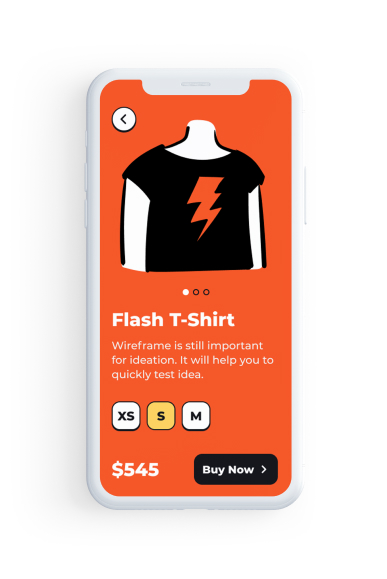 Flash T-Shirt
Wireframe is still important
for ideation. It will help you to
quickly test idea.
XS S M
$545 Buy Now